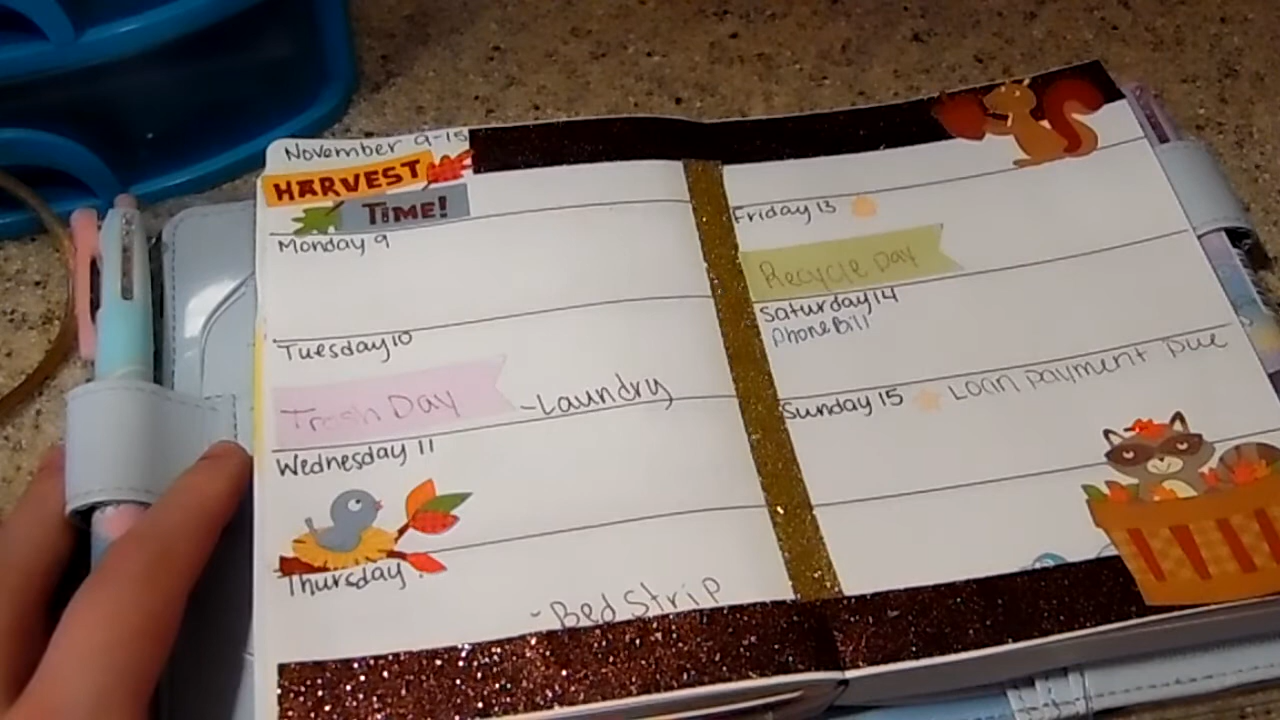 November 9-15
HARVEST
TIME!
Monday 9
Tuesday 10
Trash Day
-Laundry
Wednesday 11
Thursday
-Bed Strip
Friday 13
Recycle Day
Saturday 14
Phone Bill
Sunday 15
Loan payment Due